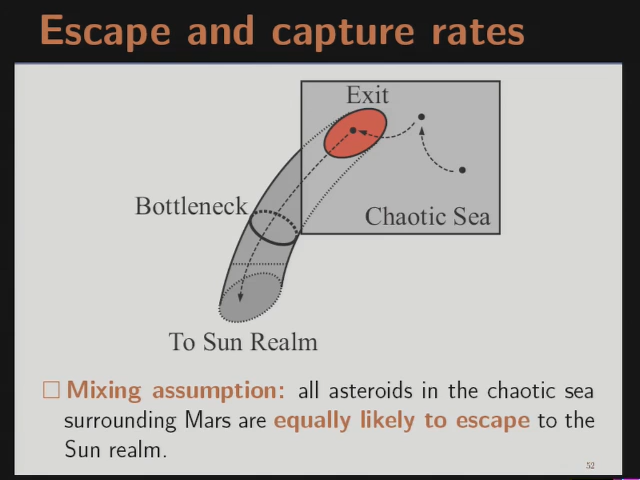 Escape and capture rates
Exit
Bottleneck
Chaotic Sea
To Sun Realm
Mixing assumption: all asteroids in the chaotic sea
surrounding Mars are equally likely to escape to the
Sun realm.
52